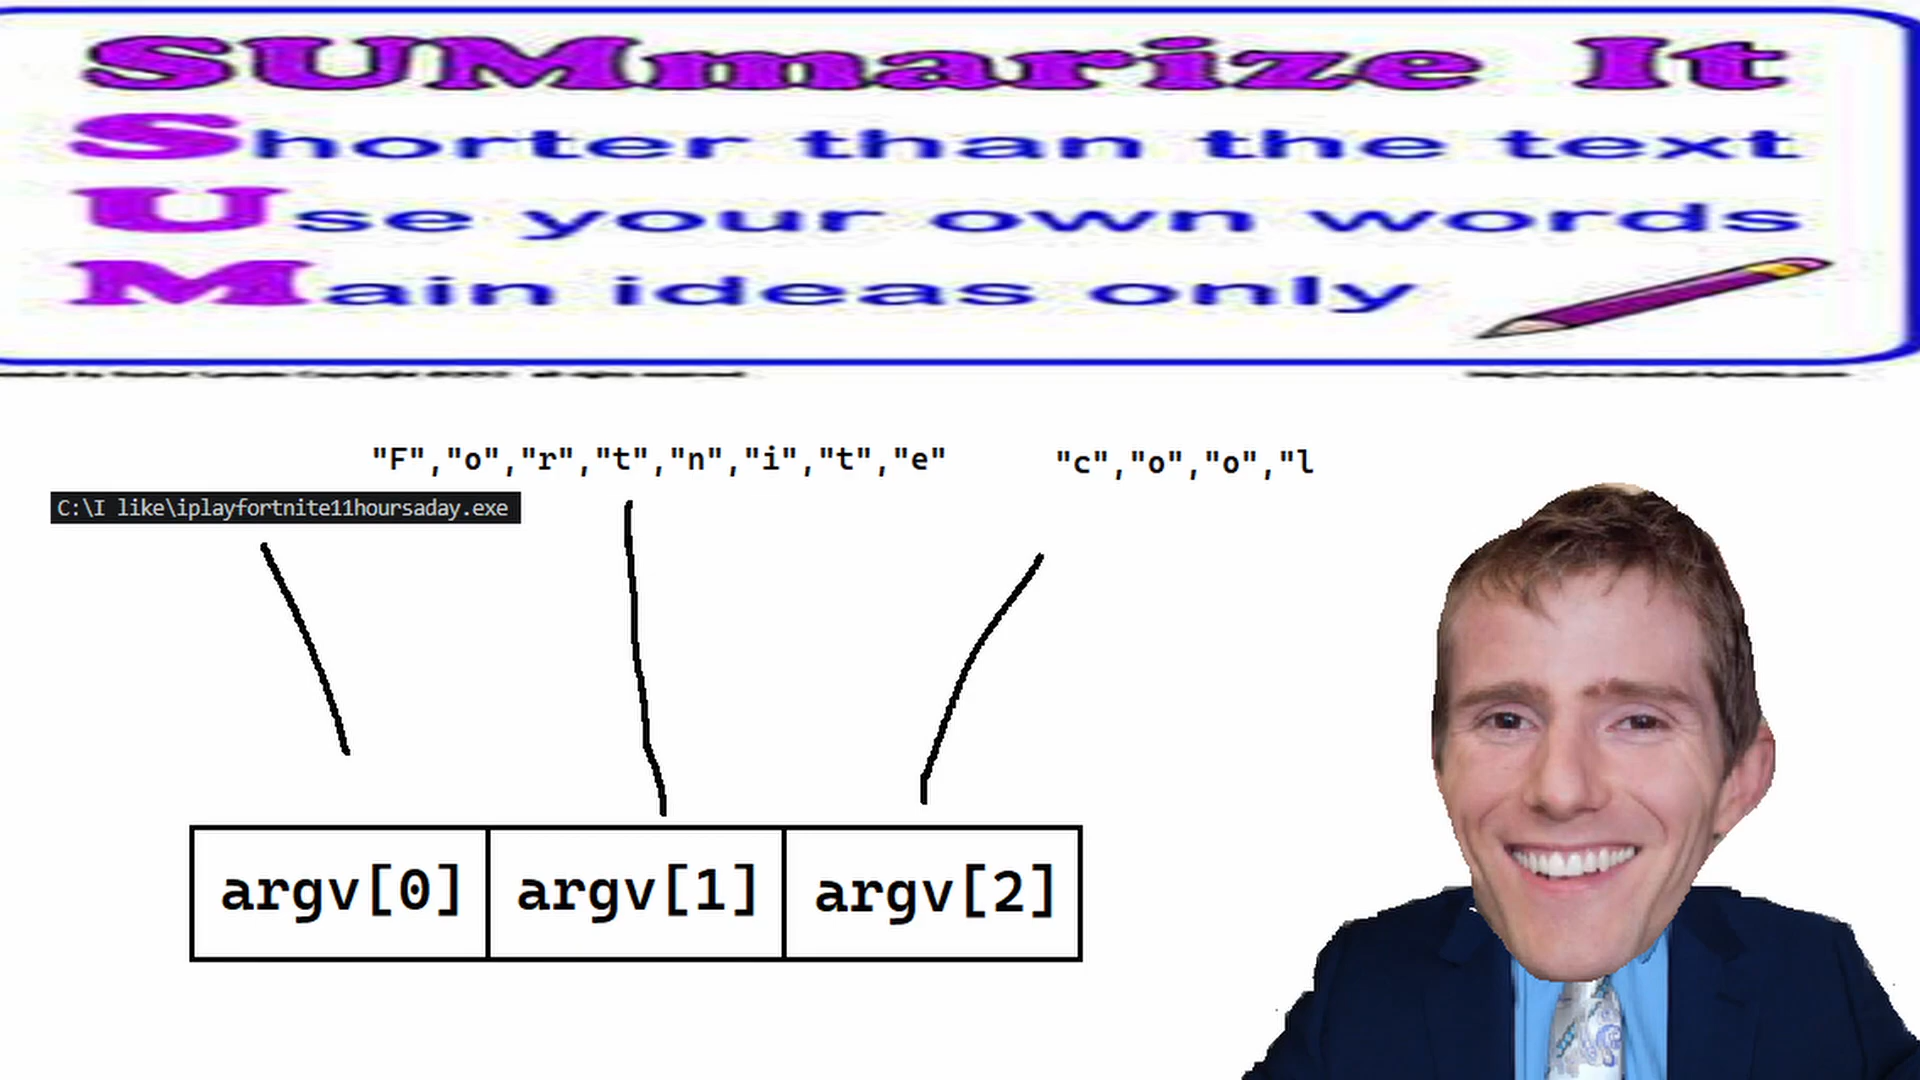 SUMmarize It
Shorter than the text
Use your own words
Main ideas only
"F","o","r","t","n","i","t","e"
"c","o","o","l
C:\I like\iplayfortnite11hoursaday.exe
argv[0]
argv[1]
argv[2]